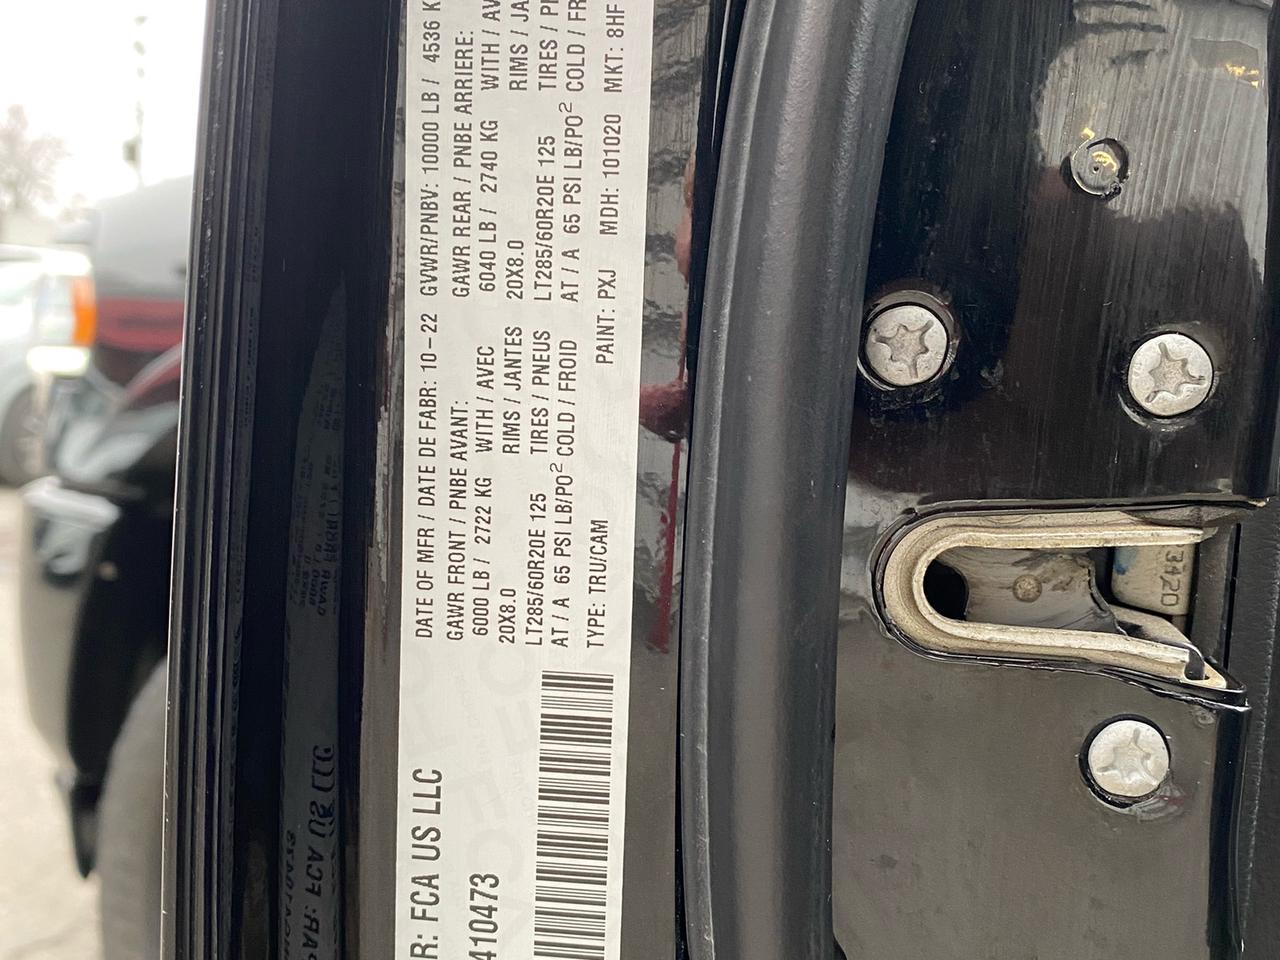 R: FCA US LLC
DATE OF MFR / DATE DE FABR: 10-22 GVWR/PNBV: 10000 LB / 4536 K
GAWR FRONT / PNBE AVANT: GAWR REAR / PNBE ARRIERE:
6000 LB / 2722 KG WITH / AVEC 6040 LB / 2740 KG WITH / AV
20X8.0 RIMS / JANTES 20X8.0 RIMS / JA
LT285/60R20E 125 TIRES / PNEUS LT285/60R20E 125 TIRES / P
AT / A 65 PSI LB/PO² COLD / FROID AT / A 65 PSI LB/PO² COLD / FR
TYPE: TRU/CAM PAINT: PXJ MDH: 101020 MKT: 8HF
410473
3120